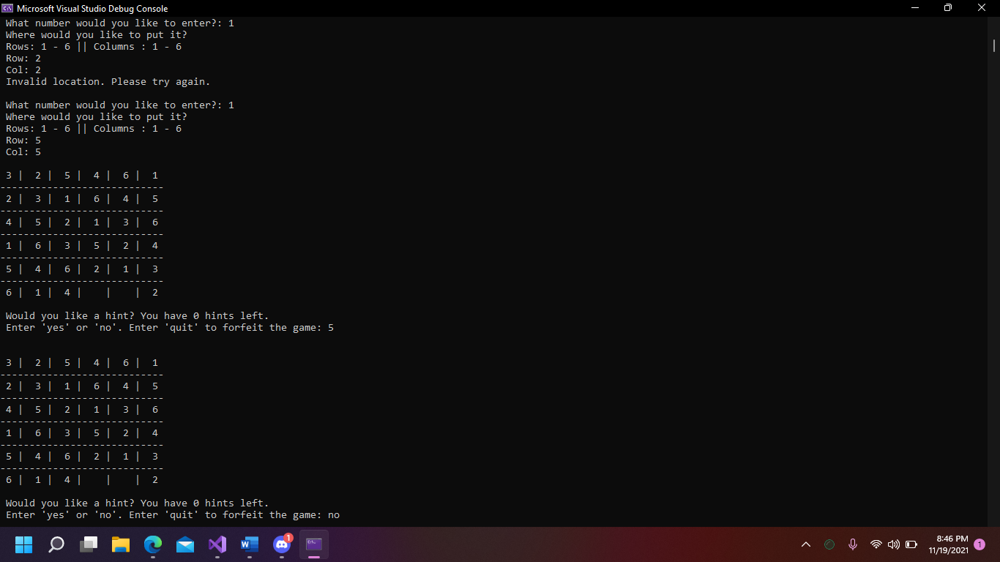 Microsoft Visual Studio Debug Console
What number would you like to enter?: 1
Where would you like to put it?
Rows: 1 - 6 || Columns : 1 - 6
Row: 2
Col: 2
Invalid location. Please try again.
What number would you like to enter?: 1
Where would you like to put it?
Rows: 1 - 6 || Columns : 1 - 6
Row: 5
Col: 5
3 |  2 |  5 |  4 |  6 |  1
----------------------------
2 |  3 |  1 |  6 |  4 |  5
----------------------------
4 |  5 |  2 |  1 |  3 |  6
----------------------------
1 |  6 |  3 |  5 |  2 |  4
----------------------------
5 |  4 |  6 |  2 |  1 |  3
----------------------------
6 |  1 |  4 |    |    |  2
Would you like a hint? You have 0 hints left.
Enter 'yes' or 'no'. Enter 'quit' to forfeit the game: 5
3 |  2 |  5 |  4 |  6 |  1
----------------------------
2 |  3 |  1 |  6 |  4 |  5
----------------------------
4 |  5 |  2 |  1 |  3 |  6
----------------------------
1 |  6 |  3 |  5 |  2 |  4
----------------------------
5 |  4 |  6 |  2 |  1 |  3
----------------------------
6 |  1 |  4 |    |    |  2
Would you like a hint? You have 0 hints left.
Enter 'yes' or 'no'. Enter 'quit' to forfeit the game: no
1
8:46 PM
11/19/2021
1